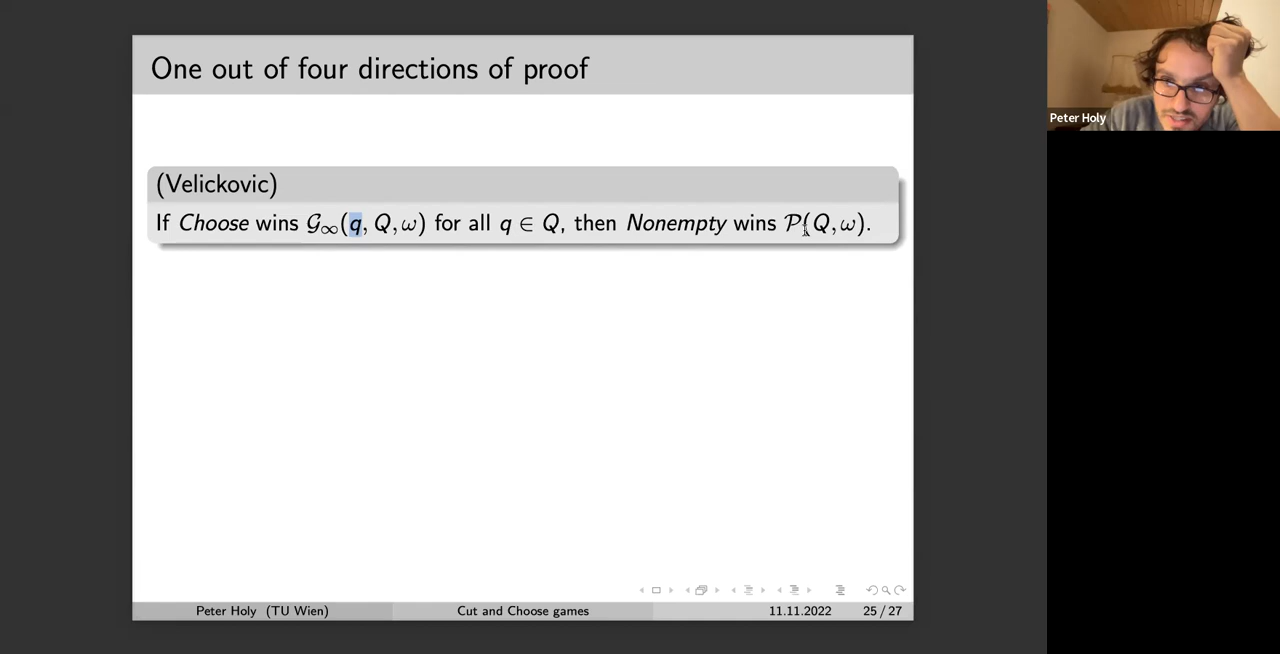 One out of four directions of proof
Peter Holy
(Velickovic)
If Choose wins 𝒢∞(q, Q, ω) for all q ∈ Q, then Nonempty wins 𝒫(Q, ω).
Peter Holy (TU Wien) Cut and Choose games 11.11.2022 25 / 27